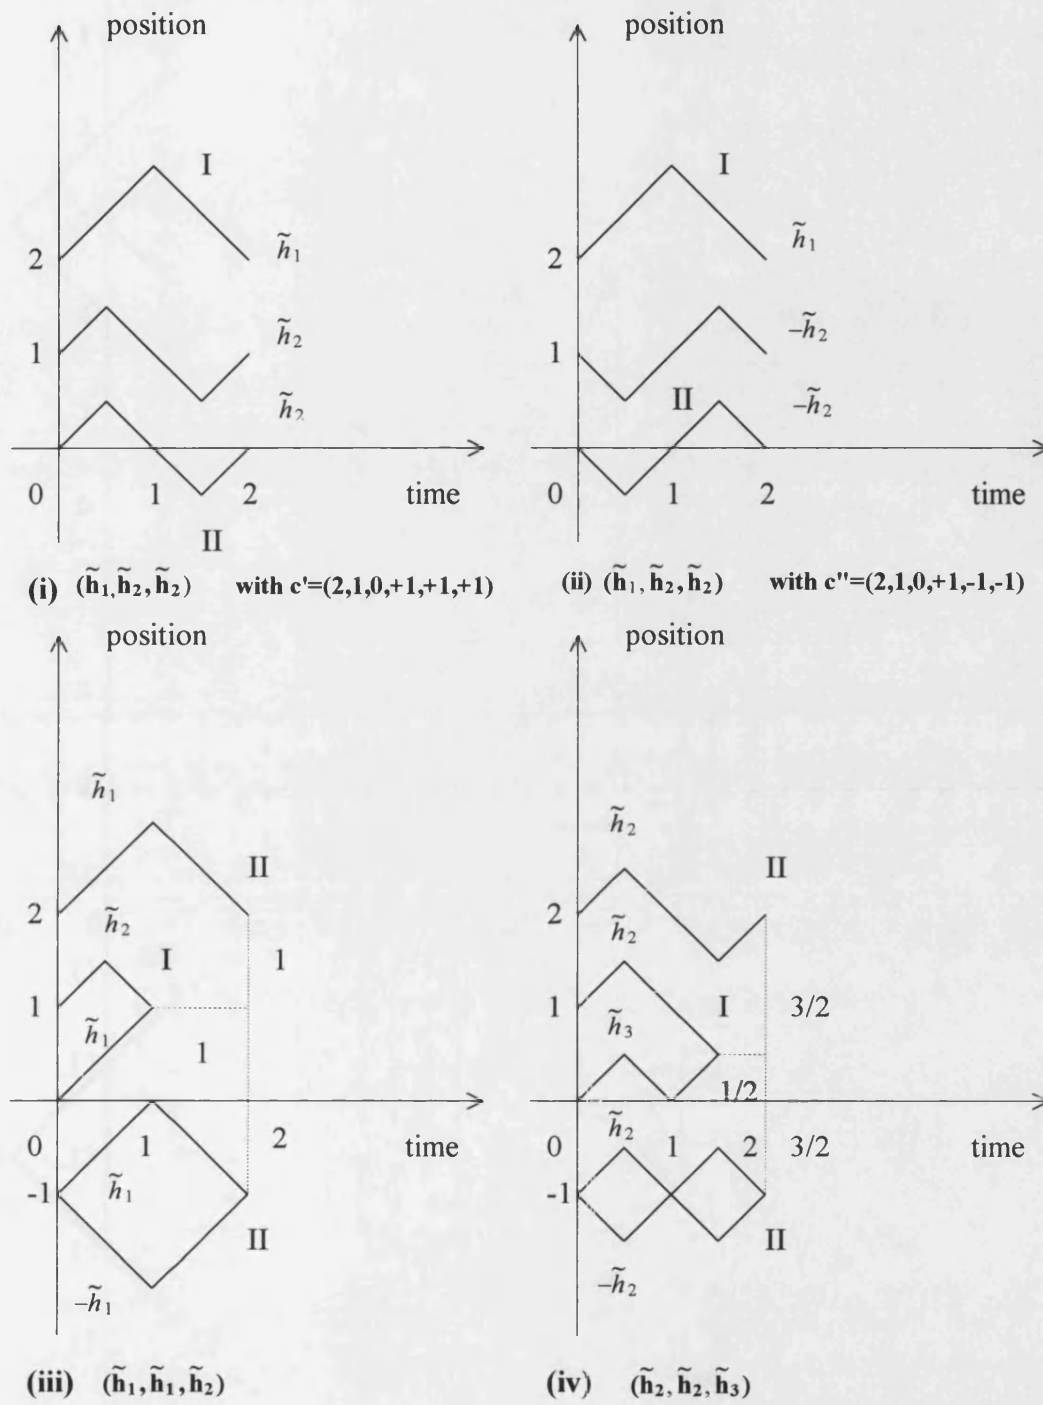 position
I
2
h̃₁
h̃₂
1
h̃₂
0 1 2 time
II
(i) (h̃₁,h̃₂,h̃₂) with c'=(2,1,0,+1,+1,+1)
position
I
2
h̃₁
–h̃₂
1
II
–h̃₂
0 1 2 time
(ii) (h̃₁,h̃₂,h̃₂) with c''=(2,1,0,+1,-1,-1)
position
h̃₁
II
2
h̃₂
I
1
1
h̃₁
1
0 1 2 time
-1
h̃₁
II
–h̃₁
(iii) (h̃₁,h̃₁,h̃₂)
position
h̃₂
II
2
h̃₂
1
I
3/2
h̃₃
1/2
h̃₂
0 1 2 3/2 time
-1
II
–h̃₂
(iv) (h̃₂,h̃₂,h̃₃)